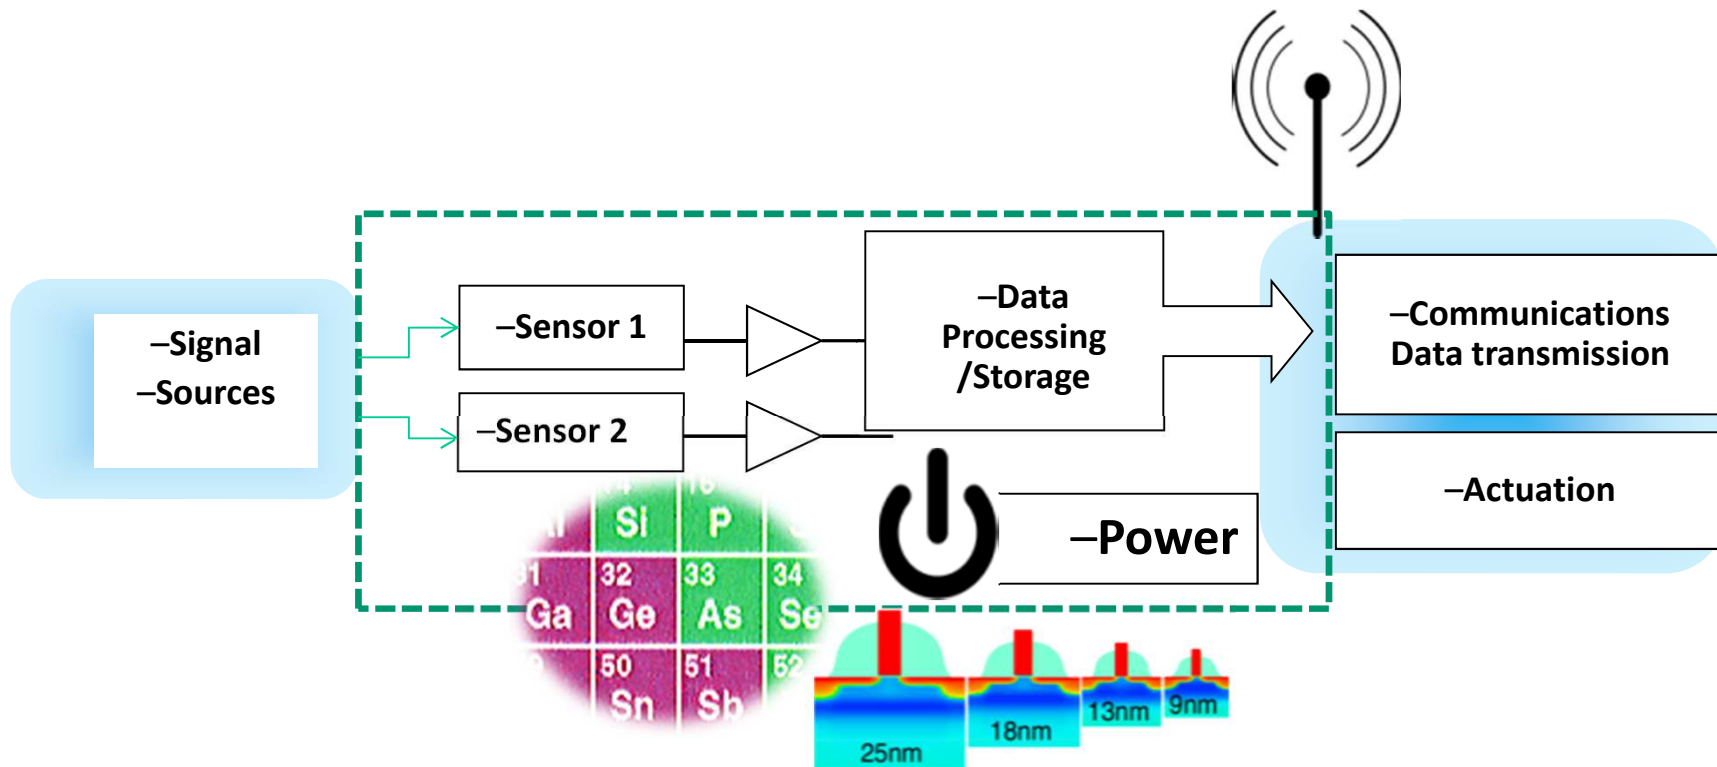 –Signal
–Sources
–Sensor 1
–Sensor 2
–Data
Processing
/Storage
–Communications
Data transmission
–Actuation
–Power
Si
P
32
33
34
Ga
Ge
As
Se
50
51
52
Sn
Sb
25nm
18nm
13nm
9nm